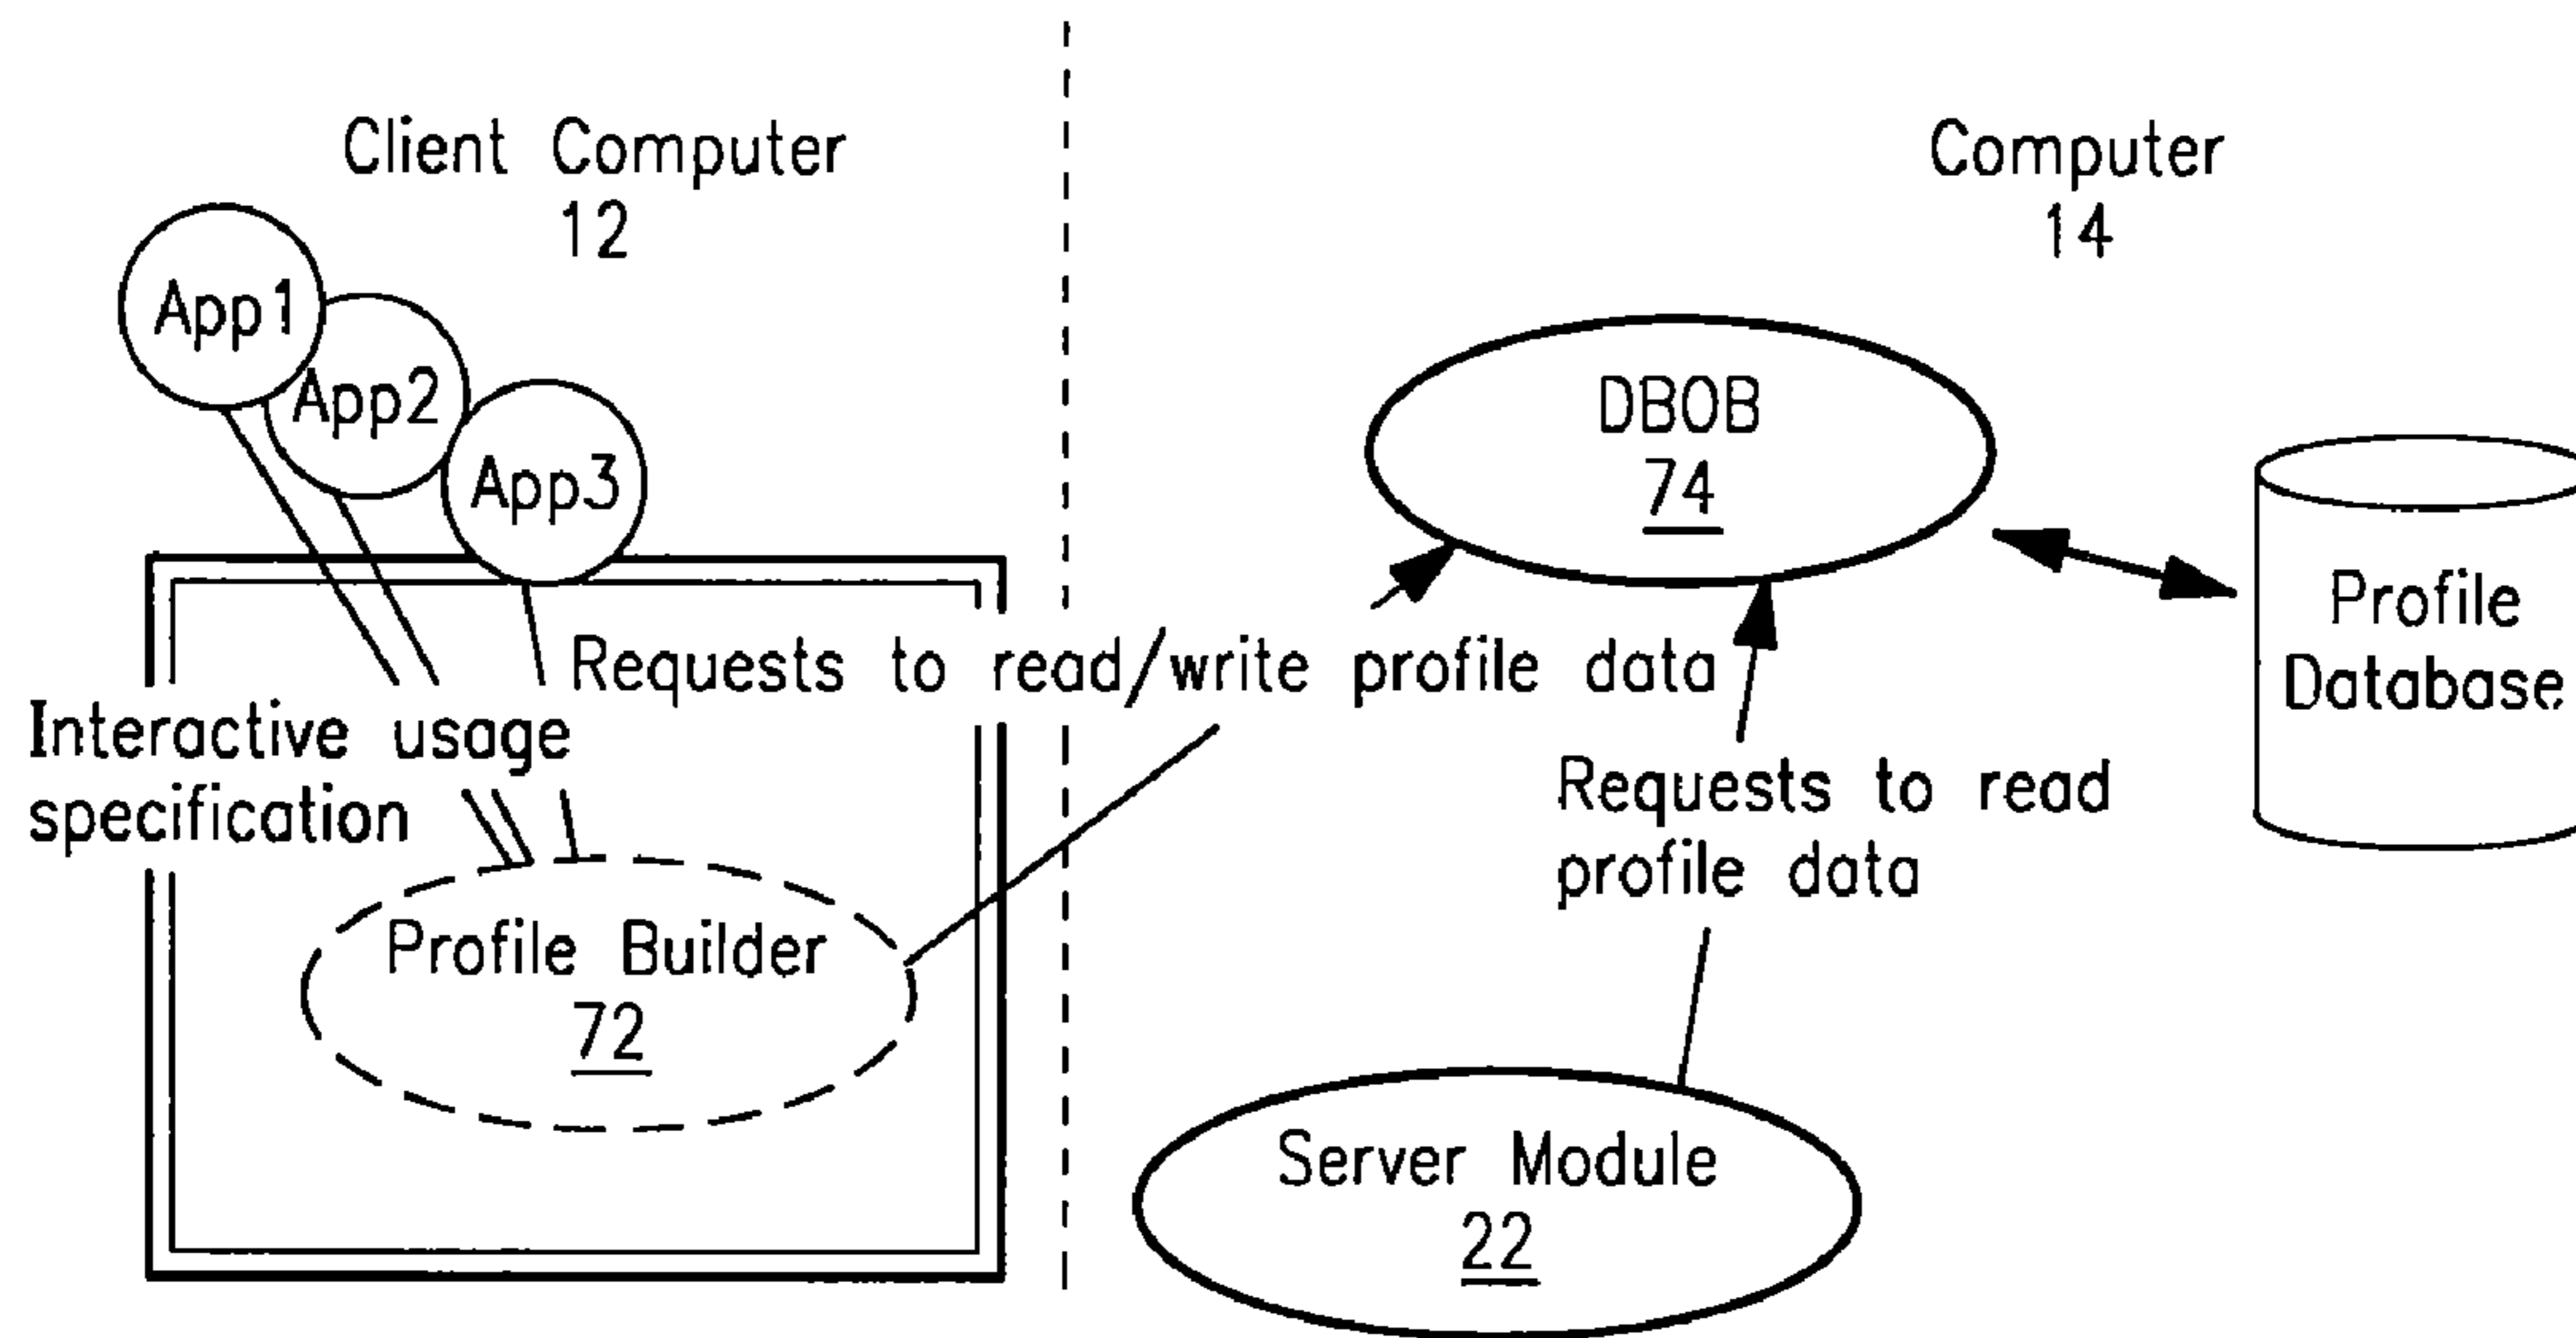 Client Computer
12
Computer
14
App1
App2
App3
DBOB
74
Profile
Database
Requests to read/write profile data
Interactive usage
specification
Requests to read
profile data
Profile Builder
72
Server Module
22